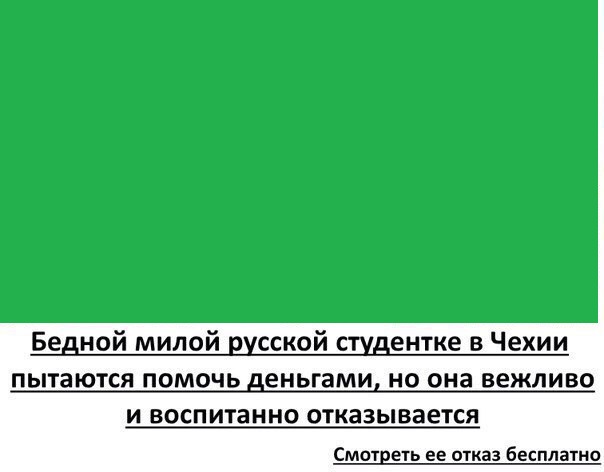 Бедной милой русской студентке в Чехии
пытаются помочь деньгами, но она вежливо
и воспитанно отказывается
Смотреть ее отказ бесплатно